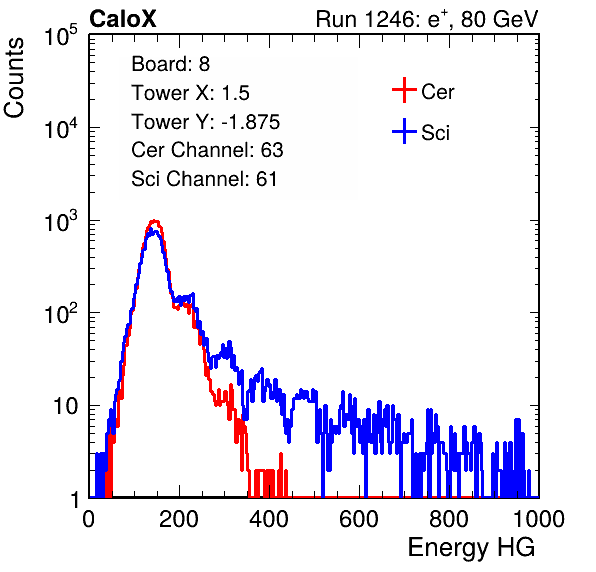 CaloX Run 1246: e⁺, 80 GeV
Counts
Board: 8
Tower X: 1.5
Tower Y: -1.875
Cer Channel: 63
Sci Channel: 61
Cer
Sci
10⁵
10⁴
10³
10²
10
1
0 200 400 600 800 1000
Energy HG